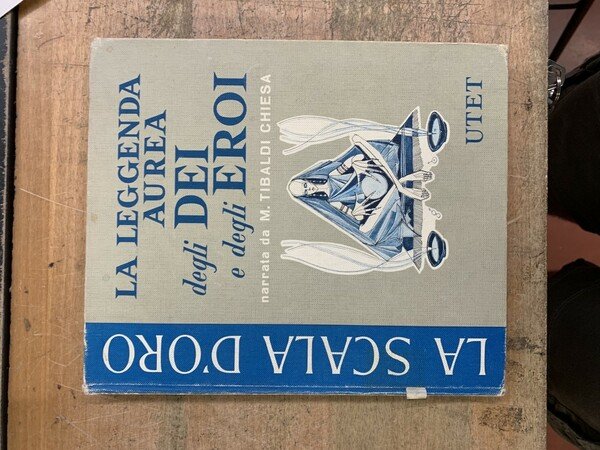 LA LEGGENDA
AUREA
degli DEI
e degli EROI
narrata da M. TIBALDI CHIESA
UTET
LA SCALA D'ORO